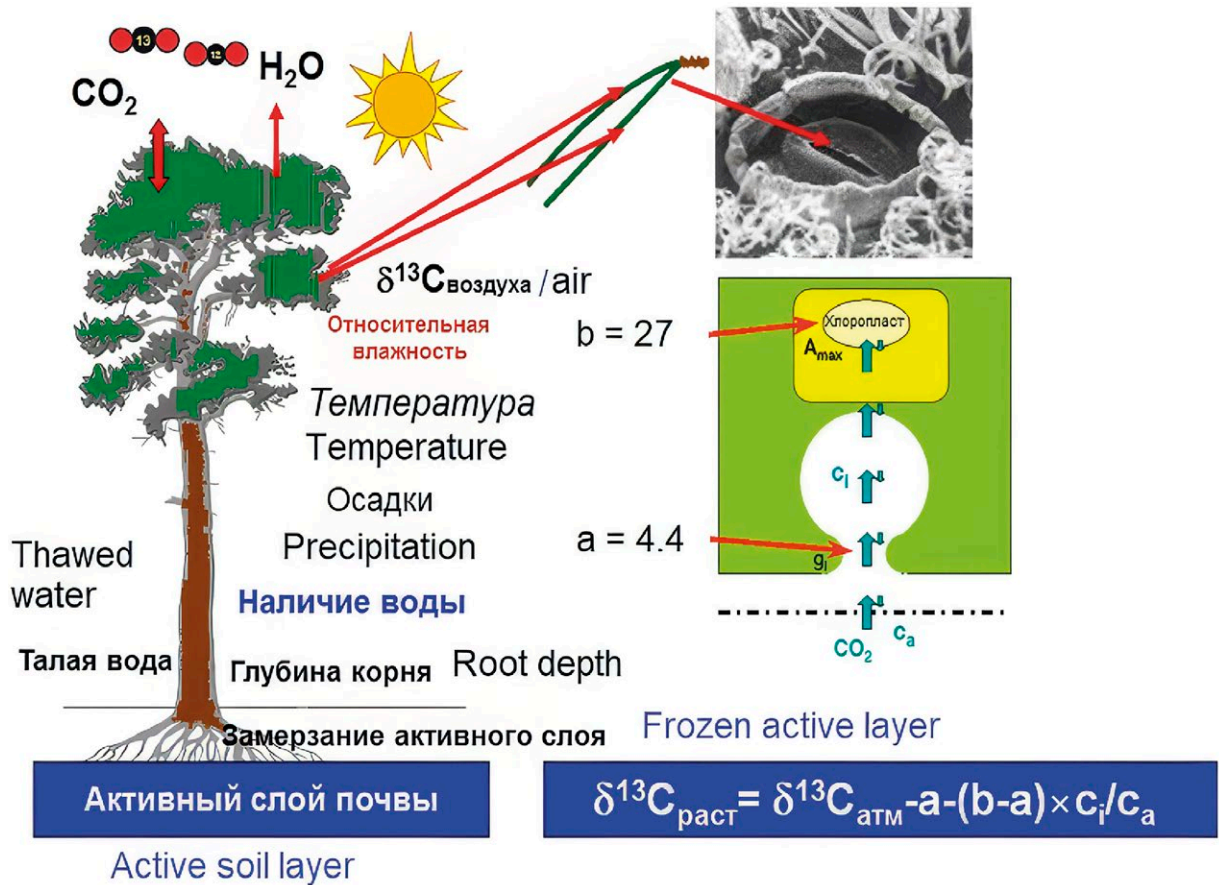 13
12
CO₂
H₂O
δ¹³Cвоздуха / air
Относительная
влажность
Температура
Temperature
Осадки
Precipitation
Thawed
water
Наличие воды
Талая вода
Глубина корня
Root depth
Замерзание активного слоя
Frozen active layer
Активный слой почвы
Active soil layer
b = 27
Хлоропласт
Amax
ci
a = 4.4
gi
CO₂
ca
δ¹³Cраст= δ¹³Cатм-a-(b-a)×ci/ca